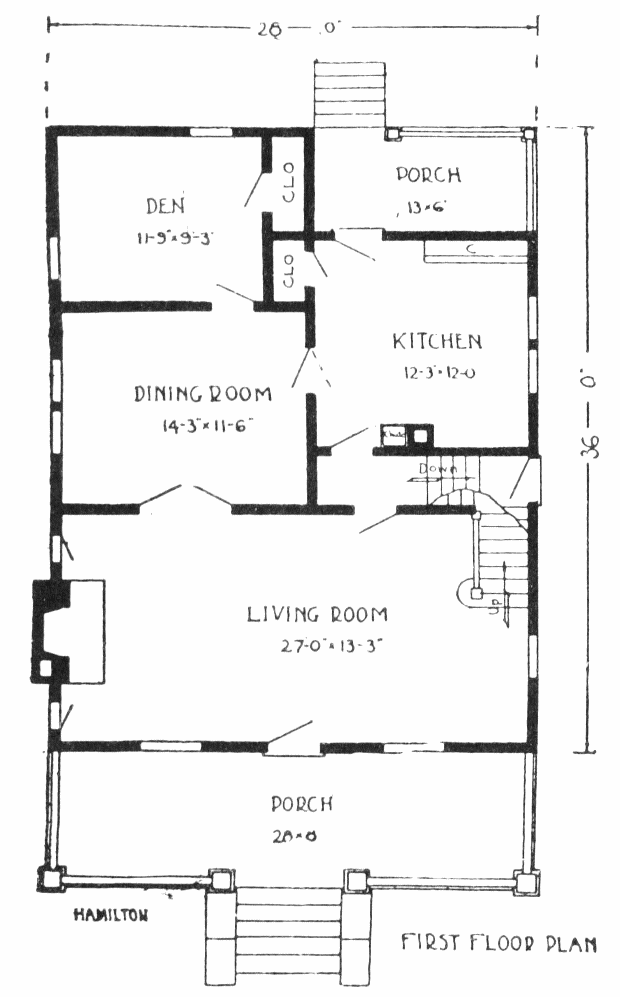 28-0"
PORCH
13×6'
CLO
DEN
11-9"×9-3"
CLO
C
KITCHEN
12-3"×12-0
DINING ROOM
14-3"×11-6"
36-0"
Down
UP
LIVING ROOM
27-0"×13-3"
PORCH
28×8
HAMILTON
FIRST FLOOR PLAN